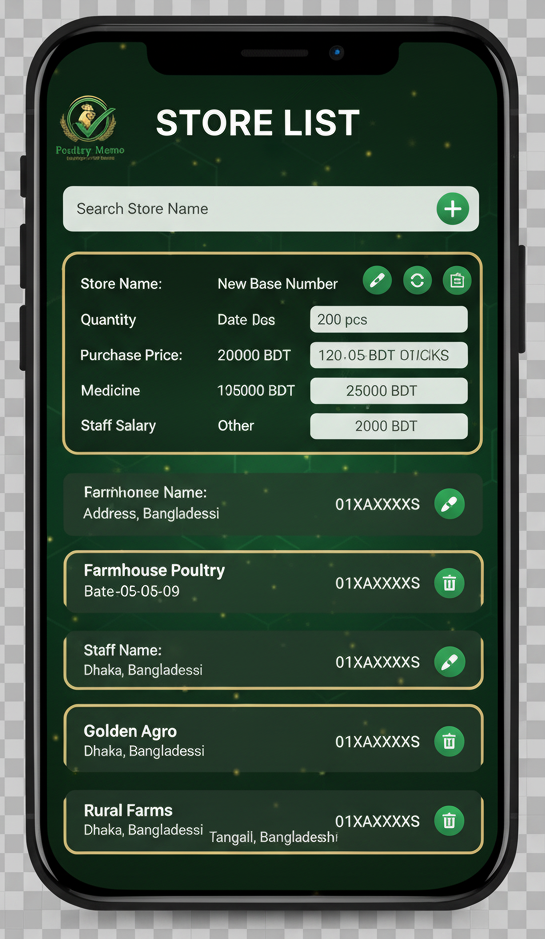 Poultry Memo
STORE LIST
Search Store Name
Store Name: New Base Number
Quantity Date Dos 200 pcs
Purchase Price: 20000 BDT 120.05 BDT
Medicine 105000 BDT 25000 BDT
Staff Salary Other 2000 BDT
Farmhonee Name:
Address, Bangladessi 01XAXXXXS
Farmhouse Poultry
Bate-05-05-09 01XAXXXXS
Staff Name:
Dhaka, Bangladessi 01XAXXXXS
Golden Agro
Dhaka, Bangladessi 01XAXXXXS
Rural Farms
Dhaka, Bangladessi Tangail, Bangladeshi 01XAXXXXS